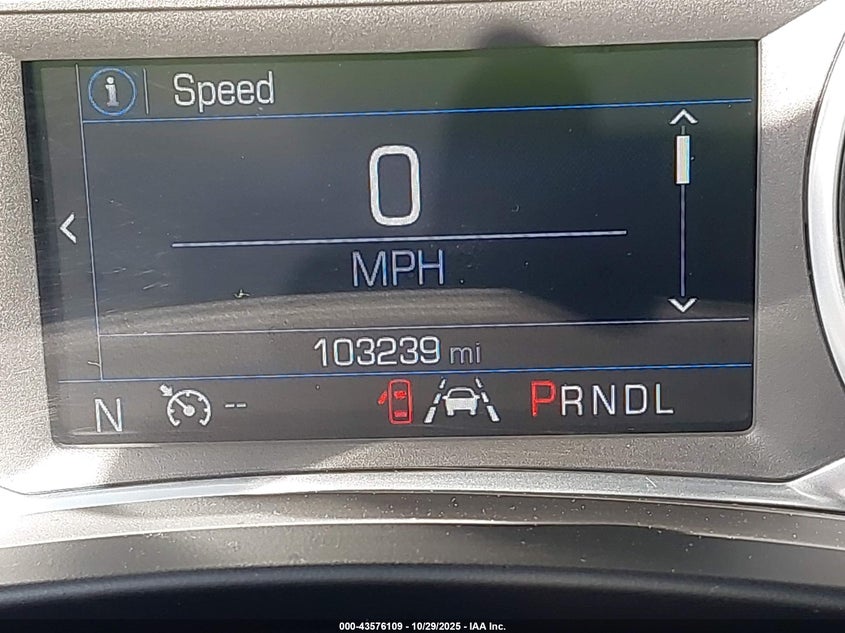 i Speed
0
MPH
103239 mi
N -- PRNDL
000-43576109 - 10/29/2025 - IAA Inc.